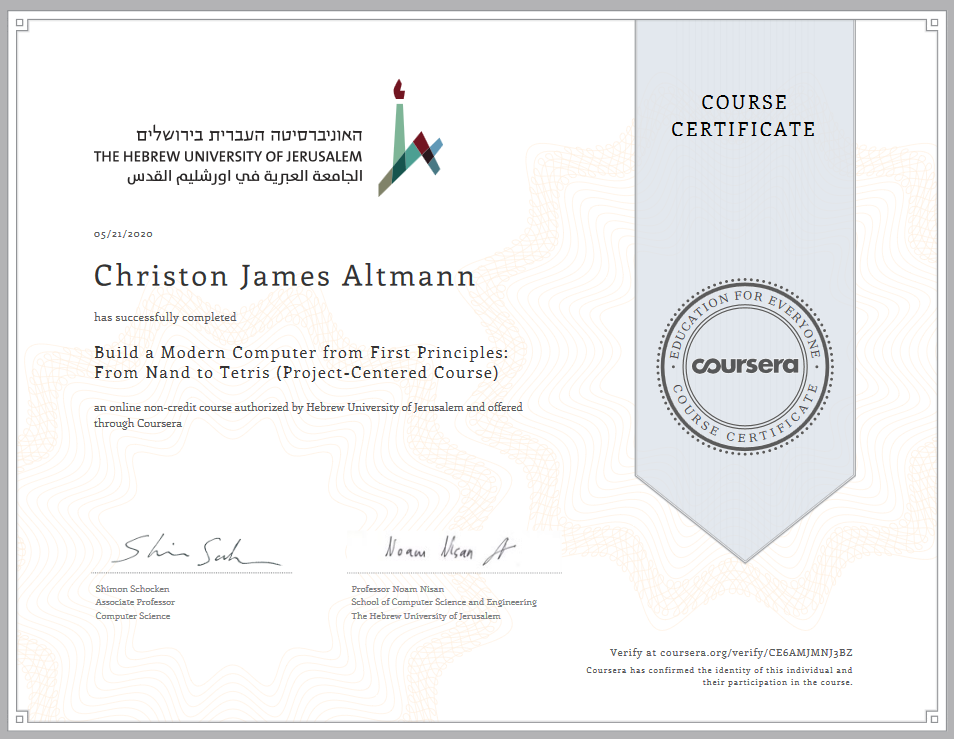 האוניברסיטה העברית בירושלים
THE HEBREW UNIVERSITY OF JERUSALEM
الجامعة العبرية في اورشليم القدس
COURSE
CERTIFICATE
05/21/2020
Christon James Altmann
has successfully completed
Build a Modern Computer from First Principles:
From Nand to Tetris (Project-Centered Course)
an online non-credit course authorized by Hebrew University of Jerusalem and offered
through Coursera
EDUCATION FOR EVERYONE
coursera
COURSE CERTIFICATE
Noam Nisan
Shimon Schocken
Associate Professor
Computer Science
Professor Noam Nisan
School of Computer Science and Engineering
The Hebrew University of Jerusalem
Verify at coursera.org/verify/CE6AMJMNJ3BZ
Coursera has confirmed the identity of this individual and
their participation in the course.